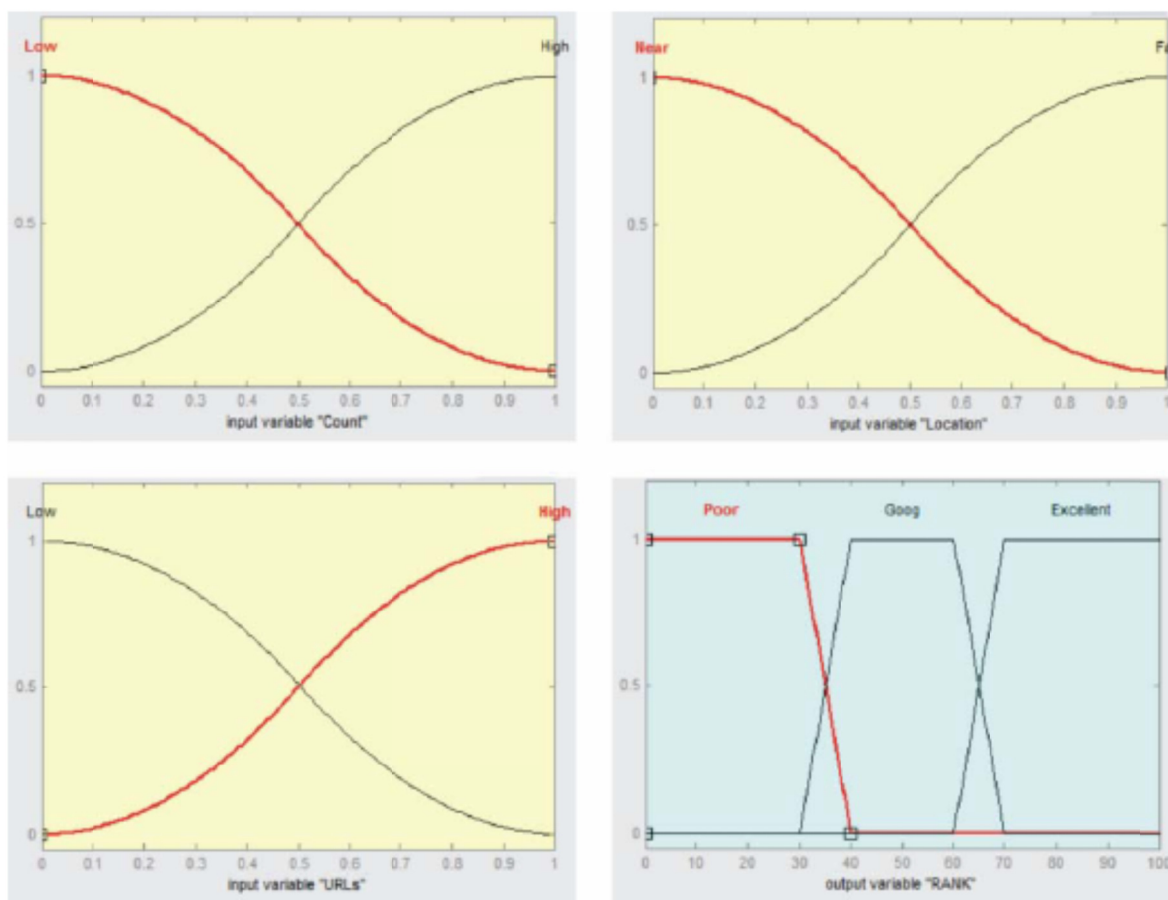 Low High
1
0.5
0
0 0.1 0.2 0.3 0.4 0.5 0.6 0.7 0.8 0.9 1
input variable "Count"
Near Fa
1
0.5
0
0 0.1 0.2 0.3 0.4 0.5 0.6 0.7 0.8 0.9 1
input variable "Location"
Low High
1
0.5
0
0 0.1 0.2 0.3 0.4 0.5 0.6 0.7 0.8 0.9 1
input variable "URLs"
Poor Goog Excellent
1
0.5
0
0 10 20 30 40 50 60 70 80 90 100
output variable "RANK"